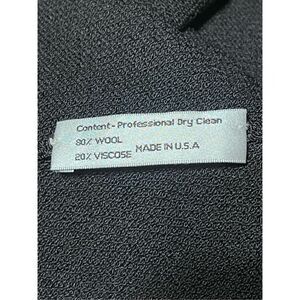 Content-Professional Dry Clean
80% WOOL
20% VISCOSE MADE IN U.S.A